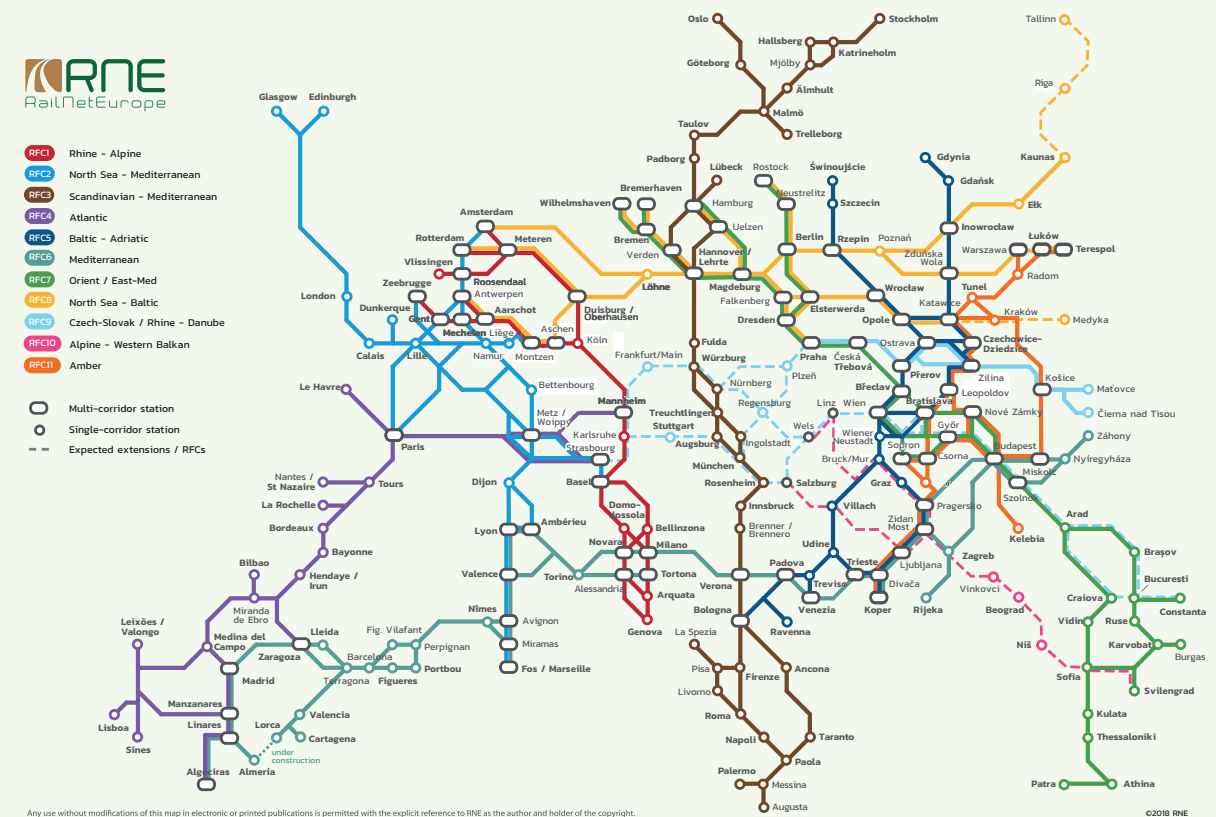 RNE
RailNetEurope
RFC1 Rhine - Alpine
RFC2 North Sea - Mediterranean
RFC3 Scandinavian - Mediterranean
RFC4 Atlantic
RFC5 Baltic - Adriatic
RFC6 Mediterranean
RFC7 Orient / East-Med
RFC8 North Sea - Baltic
RFC9 Czech-Slovak / Rhine - Danube
RFC10 Alpine - Western Balkan
RFC11 Amber
Multi-corridor station
Single-corridor station
Expected extensions / RFCs
Oslo
Stockholm
Tallinn
Hallsberg
Katrineholm
Göteborg
Mjölby
Riga
Älmhult
Glasgow
Edinburgh
Malmö
Taulov
Trelleborg
Padborg
Lübeck
Rostock
Świnoujście
Gdynia
Kaunas
Gdańsk
Bremerhaven
Neustrelitz
Wilhelmshaven
Hamburg
Szczecin
Ełk
Amsterdam
Uelzen
Inowrocław
Rotterdam
Meteren
Bremen
Verden
Hannover /
Lehrte
Berlin
Rzepin
Poznań
Zduńska
Wola
Warszawa
Łuków
Terespol
Vlissingen
Roosendaal
Löhne
Magdeburg
Radom
Zeebrugge
Antwerpen
Falkenberg
Elsterwerda
Wrocław
Tunel
London
Dunkerque
Gent
Mechelen
Aarschot
Liège
Aachen
Duisburg /
Oberhausen
Dresden
Opole
Katowice
Kraków
Medyka
Calais
Lille
Namur
Montzen
Köln
Fulda
Praha
Česká
Třebová
Ostrava
Czechowice-
Dziedzice
Frankfurt/Main
Würzburg
Plzeń
Přerov
Žilina
Košice
Maťovce
Le Havre
Bettenbourg
Mannheim
Nürnberg
Břeclav
Leopoldov
Čierna nad Tisou
Metz /
Woippy
Treuchtlingen
Stuttgart
Regensburg
Linz
Wien
Bratislava
Nové Zámky
Paris
Karlsruhe
Strasbourg
Augsburg
Ingolstadt
Wels
Wiener
Neustadt
Sopron
Győr
Csorna
Budapest
Záhony
München
Bruck/Mur
Miskolc
Nyíregyháza
Nantes /
St Nazaire
Tours
Dijon
Basel
Rosenheim
Salzburg
Graz
Szolnok
La Rochelle
Domo-
dossola
Innsbruck
Villach
Pragersko
Arad
Bordeaux
Lyon
Ambérieu
Bellinzona
Brenner /
Brennero
Zidani
Most
Kelebia
Bayonne
Novara
Milano
Udine
Ljubljana
Zagreb
Brașov
Bilbao
Hendaye /
Irun
Valence
Torino
Alessandria
Tortona
Verona
Padova
Treviso
Trieste
Divača
Vinkovci
Bucuresti
Miranda
de Ebro
Nîmes
Arquata
Bologna
Venezia
Koper
Rijeka
Beograd
Craiova
Constanta
Leixões /
Valongo
Medina del
Campo
Lleida
Fig. Vilafant
Avignon
Genova
Ravenna
Vidin
Ruse
Zaragoza
Barcelona
Perpignan
Miramas
La Spezia
Niš
Karvobat
Burgas
Madrid
Tarragona
Figueres
Portbou
Fos / Marseille
Pisa
Firenze
Ancona
Sofia
Svilengrad
Livorno
Manzanares
Valencia
Roma
Kulata
Lisboa
Linares
Lorca
Cartagena
Napoli
Taranto
Thessaloniki
Sines
under
construction
Algeciras
Almería
Paola
Palermo
Messina
Patra
Athina
Augusta
Any use without modifications of this map in electronic or printed publications is permitted with the explicit reference to RNE as the author and holder of the copyright.
©2018 RNE